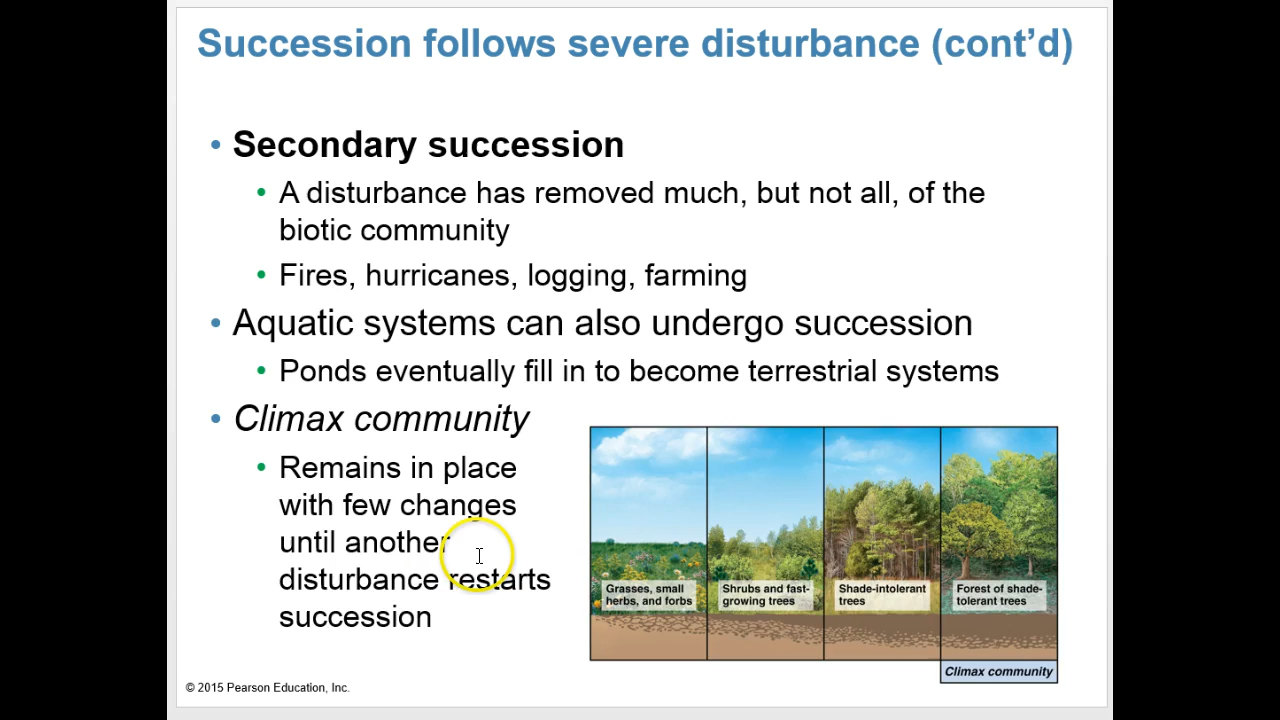 Succession follows severe disturbance (cont’d)
• Secondary succession
• A disturbance has removed much, but not all, of the
biotic community
• Fires, hurricanes, logging, farming
• Aquatic systems can also undergo succession
• Ponds eventually fill in to become terrestrial systems
• Climax community
• Remains in place
with few changes
until another
disturbance restarts
succession
Grasses, small
herbs, and forbs
Shrubs and fast-
growing trees
Shade-intolerant
trees
Forest of shade-
tolerant trees
Climax community
© 2015 Pearson Education, Inc.